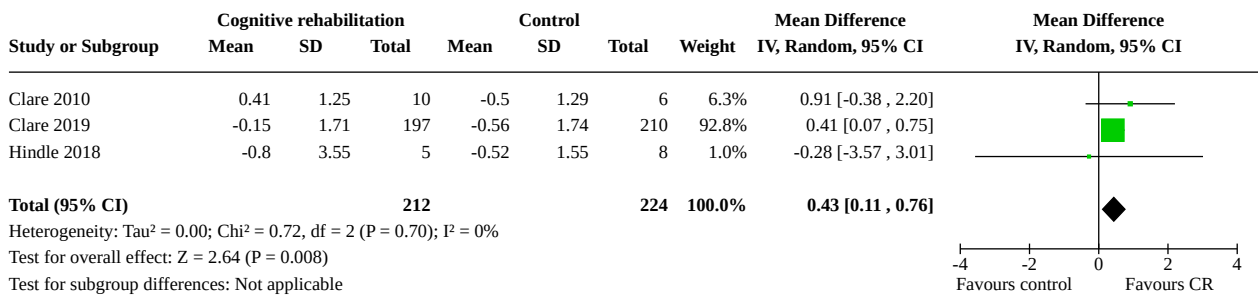 Cognitive rehabilitation Control Mean Difference Mean Difference
Study or Subgroup Mean SD Total Mean SD Total Weight IV, Random, 95% CI IV, Random, 95% CI
Clare 2010 0.41 1.25 10 -0.5 1.29 6 6.3% 0.91 [-0.38 , 2.20]
Clare 2019 -0.15 1.71 197 -0.56 1.74 210 92.8% 0.41 [0.07 , 0.75]
Hindle 2018 -0.8 3.55 5 -0.52 1.55 8 1.0% -0.28 [-3.57 , 3.01]
Total (95% CI) 212 224 100.0% 0.43 [0.11 , 0.76]
Heterogeneity: Tau² = 0.00; Chi² = 0.72, df = 2 (P = 0.70); I² = 0%
Test for overall effect: Z = 2.64 (P = 0.008)
-4 -2 0 2 4
Test for subgroup differences: Not applicable Favours control Favours CR